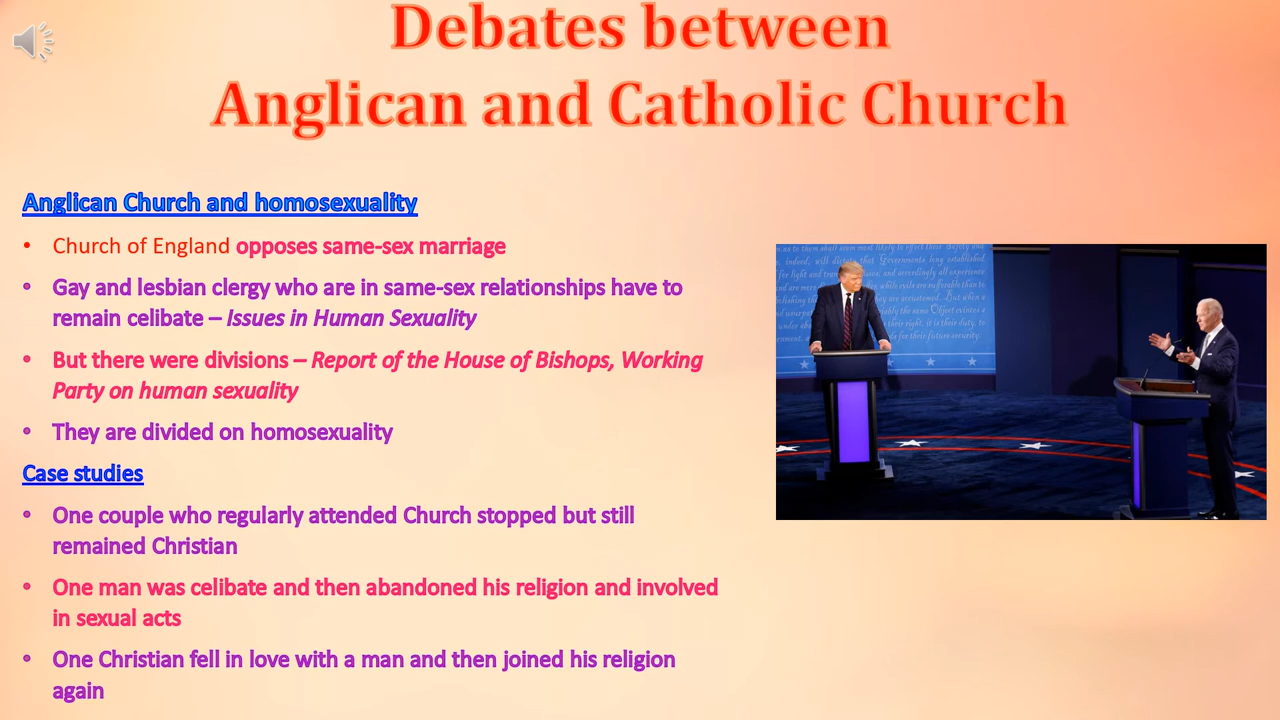 Debates between
Anglican and Catholic Church
Anglican Church and homosexuality
• Church of England opposes same-sex marriage
• Gay and lesbian clergy who are in same-sex relationships have to
remain celibate – Issues in Human Sexuality
• But there were divisions – Report of the House of Bishops, Working
Party on human sexuality
• They are divided on homosexuality
Case studies
• One couple who regularly attended Church stopped but still
remained Christian
• One man was celibate and then abandoned his religion and involved
in sexual acts
• One Christian fell in love with a man and then joined his religion
again